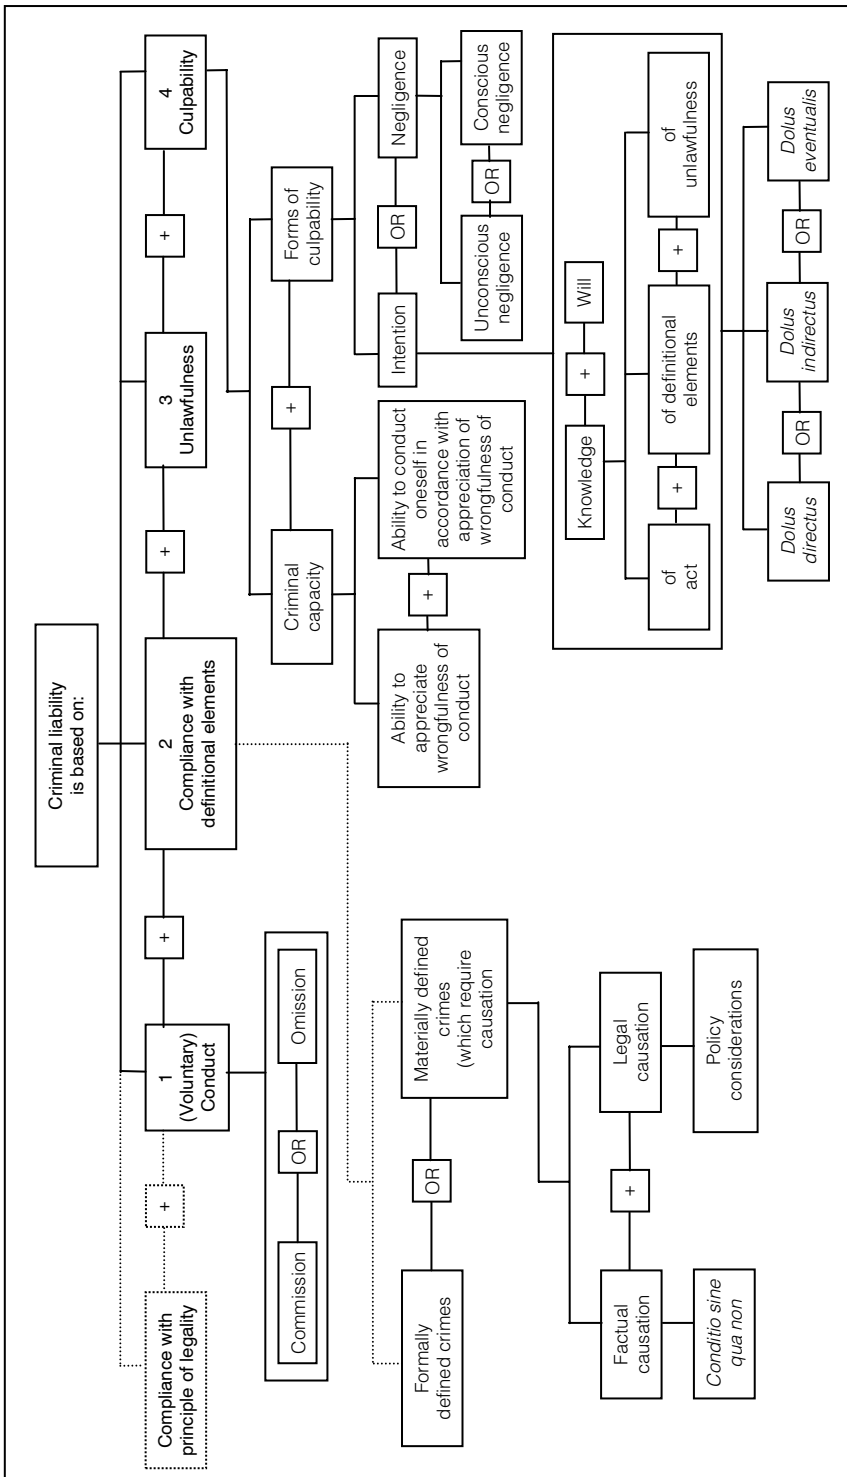 Criminal liability
is based on:
Compliance with
principle of legality
+
1
(Voluntary)
Conduct
+
2
Compliance with
definitional elements
+
3
Unlawfulness
+
4
Culpability
Commission
OR
Omission
Criminal
capacity
+
Forms of
culpability
Formally
defined crimes
OR
Materially defined
crimes
(which require
causation)
Ability to
appreciate
wrongfulness of
conduct
+
Ability to conduct
oneself in
accordance with
appreciation of
wrongfulness of
conduct
Intention
OR
Negligence
Unconscious
negligence
OR
Conscious
negligence
Factual
causation
+
Legal
causation
Conditio sine
qua non
Policy
considerations
Knowledge
+
Will
of
act
+
of definitional
elements
+
of
unlawfulness
Dolus
directus
OR
Dolus
indirectus
OR
Dolus
eventualis